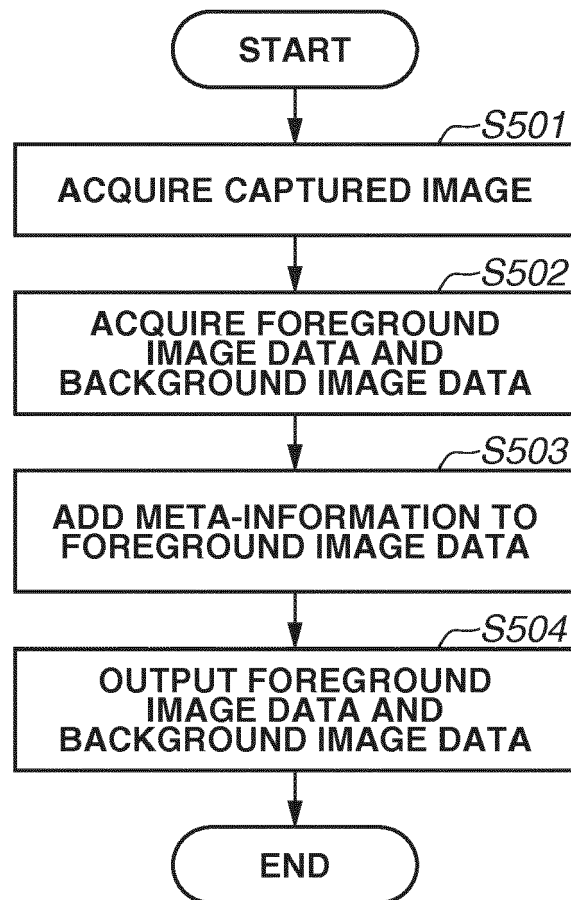 START
S501
ACQUIRE CAPTURED IMAGE
S502
ACQUIRE FOREGROUND
IMAGE DATA AND
BACKGROUND IMAGE DATA
S503
ADD META-INFORMATION TO
FOREGROUND IMAGE DATA
S504
OUTPUT FOREGROUND
IMAGE DATA AND
BACKGROUND IMAGE DATA
END